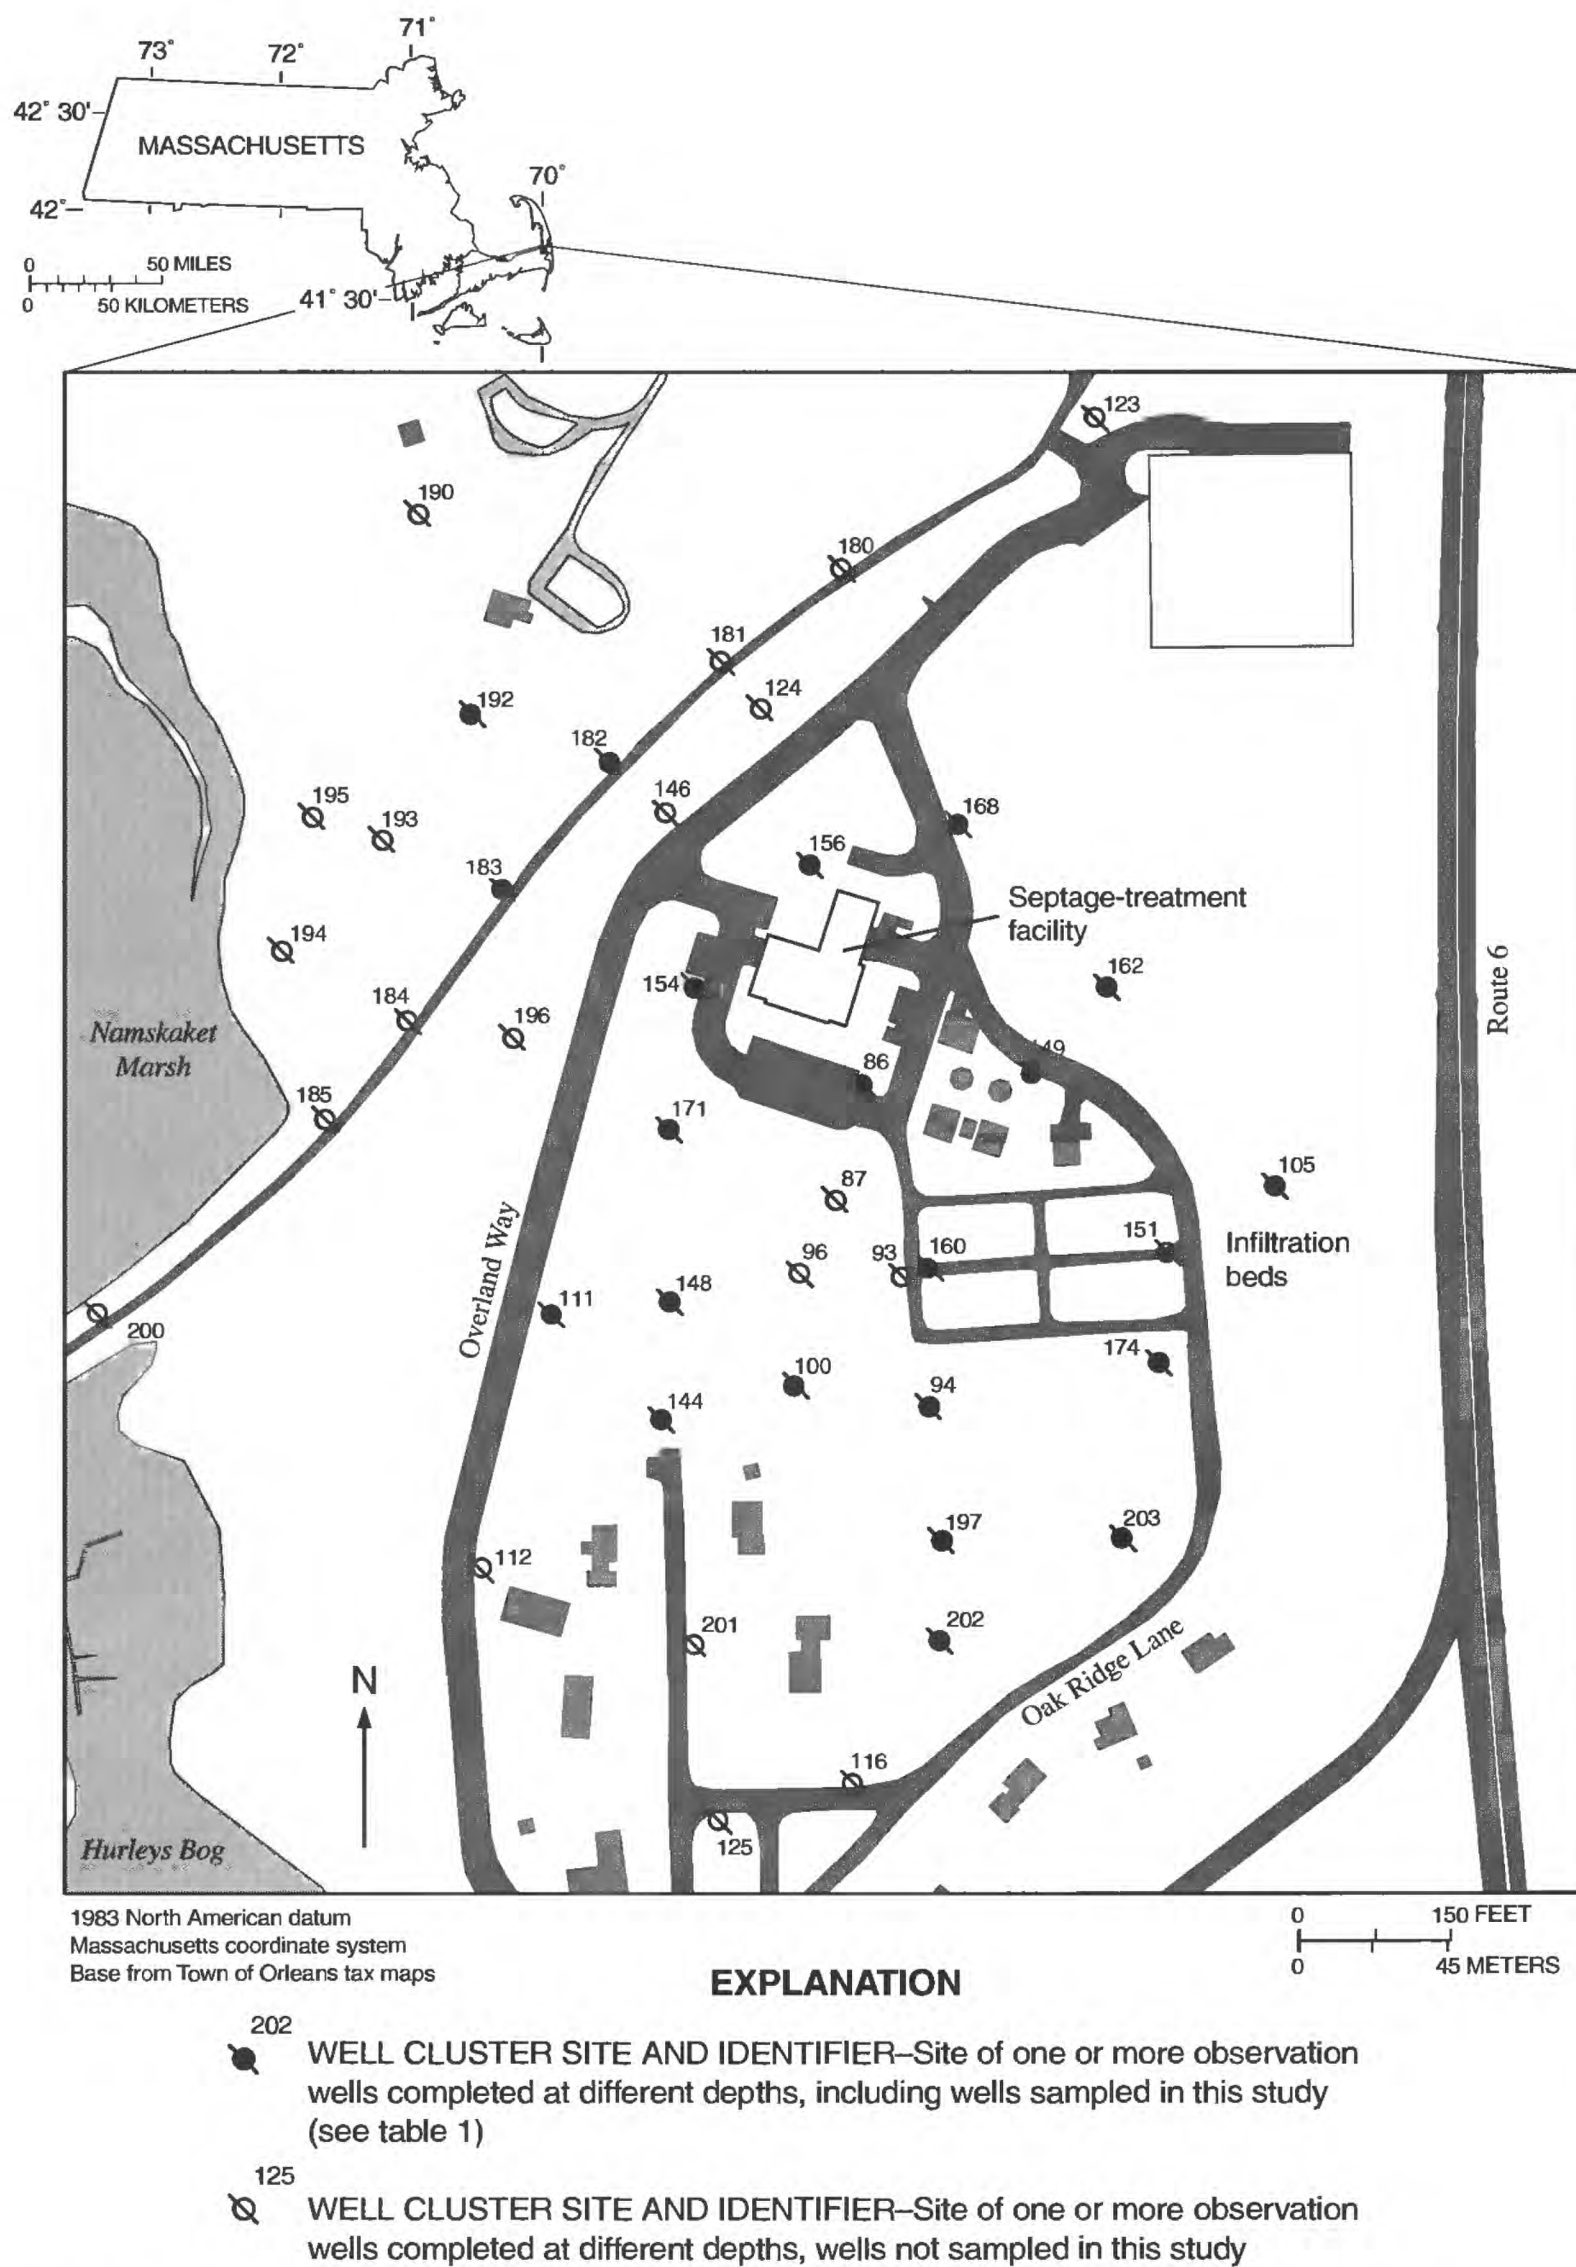 71°
73°
72°
42° 30'
MASSACHUSETTS
70°
42°
0 50 MILES
0 50 KILOMETERS
41° 30'
123
190
180
181
124
192
182
146
195
193
168
156
183
Septage-treatment
facility
194
162
154
184
196
Namskaket
Marsh
Route 6
149
86
185
171
105
87
151
Infiltration
beds
96
93
160
148
111
Overland Way
200
174
100
94
144
197
203
112
201
202
Oak Ridge Lane
N
116
125
Hurleys Bog
1983 North American datum
Massachusetts coordinate system
Base from Town of Orleans tax maps
0 150 FEET
0 45 METERS
EXPLANATION
202
WELL CLUSTER SITE AND IDENTIFIER–Site of one or more observation
wells completed at different depths, including wells sampled in this study
(see table 1)
125
WELL CLUSTER SITE AND IDENTIFIER–Site of one or more observation
wells completed at different depths, wells not sampled in this study